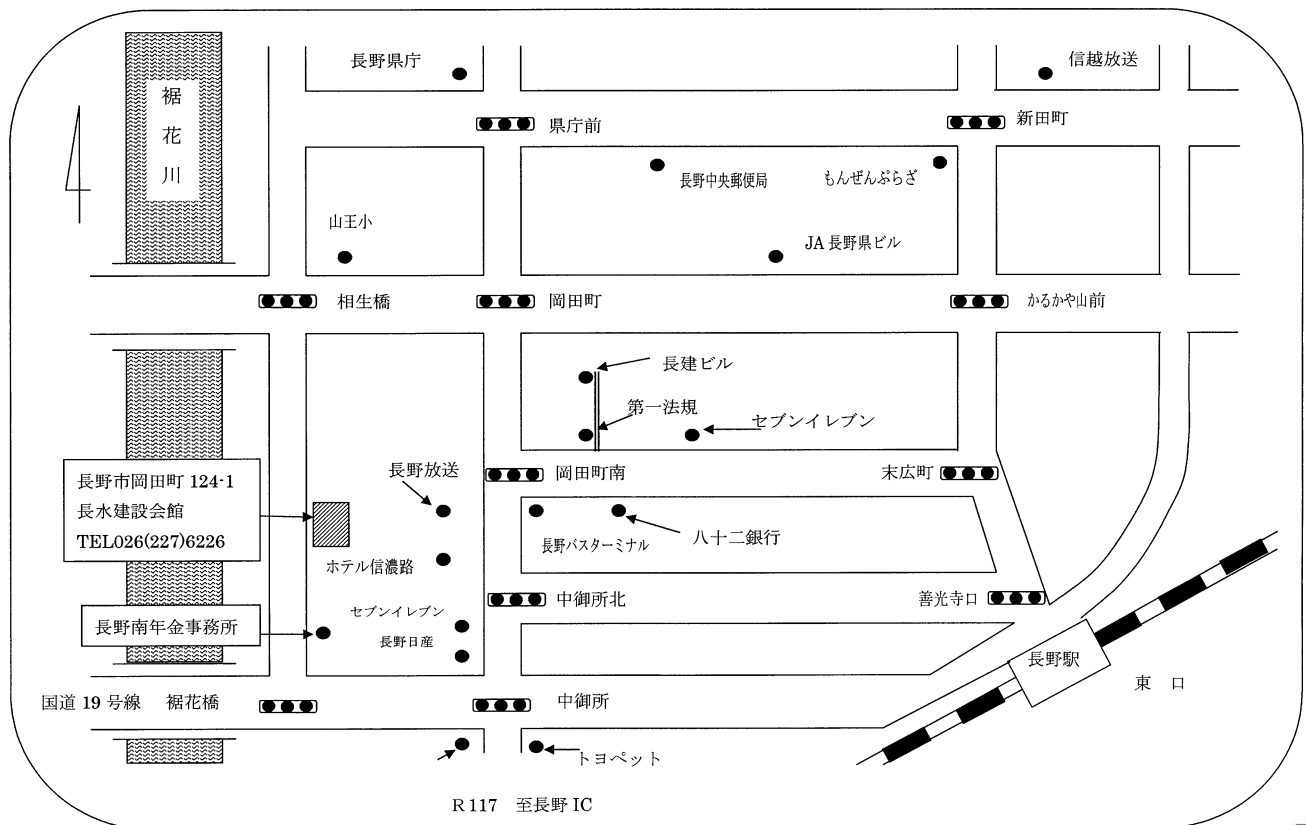 長野県庁
信越放送
裾花川
県庁前
新田町
長野中央郵便局
もんぜんぷらざ
山王小
JA 長野県ビル
相生橋
岡田町
かるかや山前
長建ビル
第一法規
セブンイレブン
長野放送
岡田町南
末広町
長野市岡田町 124-1
長水建設会館
TEL026(227)6226
長野バスターミナル
八十二銀行
ホテル信濃路
中御所北
善光寺口
セブンイレブン
長野南年金事務所
長野日産
長野駅
東 口
国道 19 号線 裾花橋
中御所
トヨペット
R117 至長野 IC